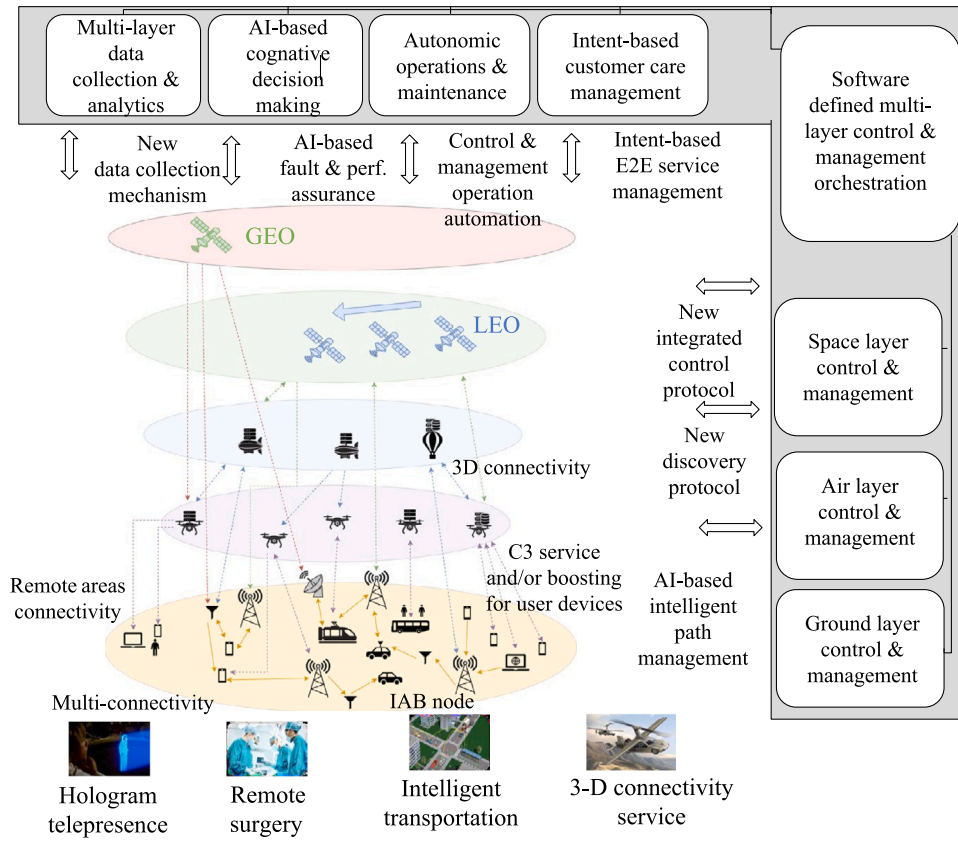 Multi-layer
data
collection &
analytics
AI-based
cognative
decision
making
Autonomic
operations &
maintenance
Intent-based
customer care
management
Software
defined multi-
layer control &
management
orchestration
New
data collection
mechanism
AI-based
fault & perf.
assurance
Control &
management
operation
automation
Intent-based
E2E service
management
GEO
LEO
New
integrated
control
protocol
Space layer
control &
management
3D connectivity
New
discovery
protocol
Air layer
control &
management
Remote areas
connectivity
C3 service
and/or boosting
for user devices
AI-based
intelligent
path
management
Ground layer
control &
management
Multi-connectivity
IAB node
Hologram
telepresence
Remote
surgery
Intelligent
transportation
3-D connectivity
service